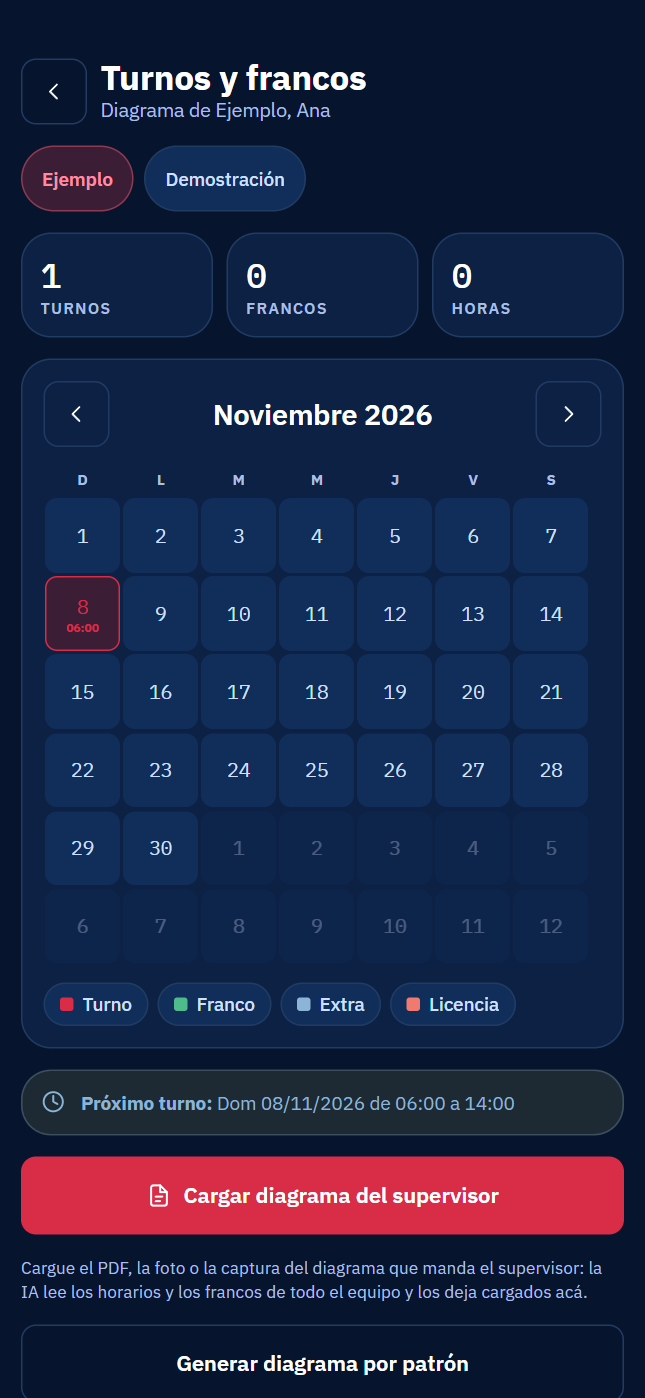 Turnos y francos
Diagrama de Ejemplo, Ana
Ejemplo Demostración
1 0 0
TURNOS FRANCOS HORAS
Noviembre 2026
D L M M J V S
1 2 3 4 5 6 7
8 9 10 11 12 13 14
06:00
15 16 17 18 19 20 21
22 23 24 25 26 27 28
29 30 1 2 3 4 5
6 7 8 9 10 11 12
Turno Franco Extra Licencia
Próximo turno: Dom 08/11/2026 de 06:00 a 14:00
Cargar diagrama del supervisor
Cargue el PDF, la foto o la captura del diagrama que manda el supervisor: la
IA lee los horarios y los francos de todo el equipo y los deja cargados acá.
Generar diagrama por patrón